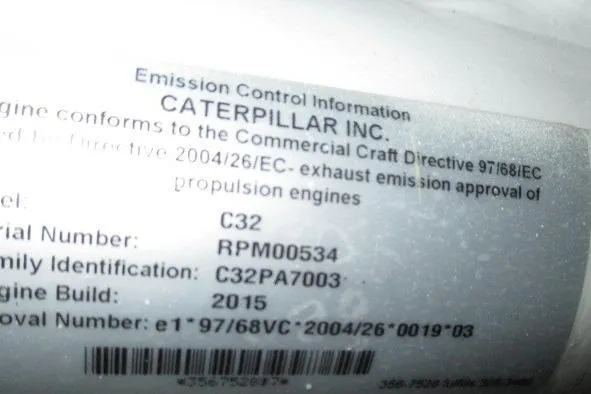 Emission Control Information
CATERPILLAR INC.
gine conforms to the Commercial Craft Directive 97/68/EC
Directive 2004/26/EC- exhaust emission approval of
propulsion engines
el: C32
rial Number: RPM00534
mily Identification: C32PA7003
gine Build: 2015
oval Number: e1*97/68VC*2004/26*0019*03